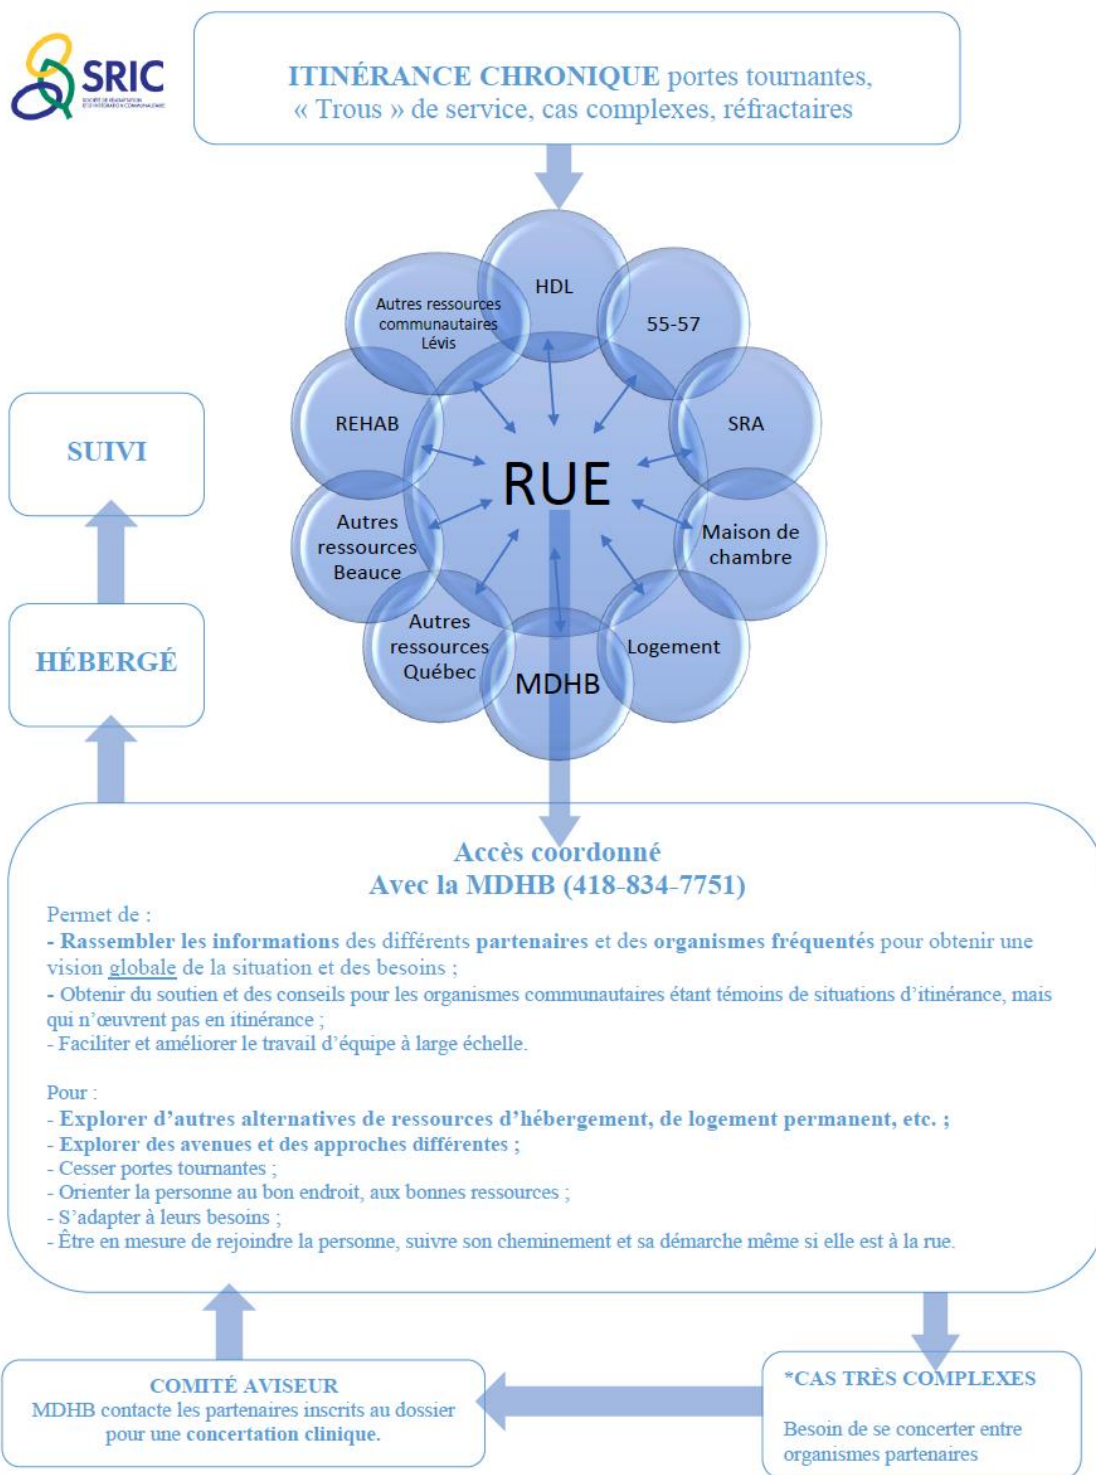 SRIC
SOCIÉTÉ DE RÉADAPTATION
ET D'INTÉGRATION COMMUNAUTAIRE
ITINÉRANCE CHRONIQUE portes tournantes,
« Trous » de service, cas complexes, réfractaires
HDL
Autres ressources
communautaires
Lévis
55-57
REHAB
SRA
RUE
Autres
ressources
Beauce
Maison de
chambre
Autres
ressources
Québec
Logement
MDHB
SUIVI
HÉBERGÉ
Accès coordonné
Avec la MDHB (418-834-7751)
Permet de :
- Rassembler les informations des différents partenaires et des organismes fréquentés pour obtenir une
vision globale de la situation et des besoins ;
- Obtenir du soutien et des conseils pour les organismes communautaires étant témoins de situations d’itinérance, mais
qui n’œuvrent pas en itinérance ;
- Faciliter et améliorer le travail d’équipe à large échelle.
Pour :
- Explorer d’autres alternatives de ressources d’hébergement, de logement permanent, etc. ;
- Explorer des avenues et des approches différentes ;
- Cesser portes tournantes ;
- Orienter la personne au bon endroit, aux bonnes ressources ;
- S’adapter à leurs besoins ;
- Être en mesure de rejoindre la personne, suivre son cheminement et sa démarche même si elle est à la rue.
COMITÉ AVISEUR
MDHB contacte les partenaires inscrits au dossier
pour une concertation clinique.
*CAS TRÈS COMPLEXES
Besoin de se concerter entre
organismes partenaires